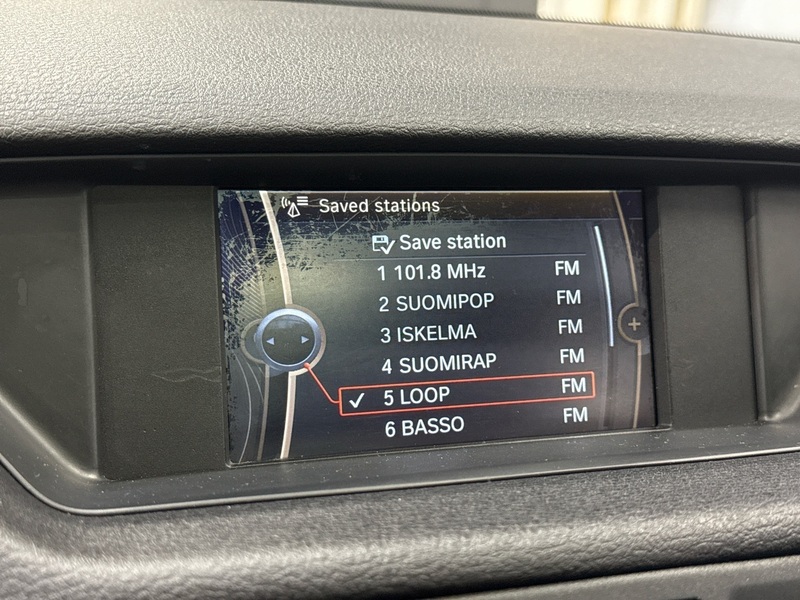 Saved stations
Save station
1 101.8 MHz FM
2 SUOMIPOP FM
3 ISKELMA FM
4 SUOMIRAP FM
✓ 5 LOOP FM
6 BASSO FM